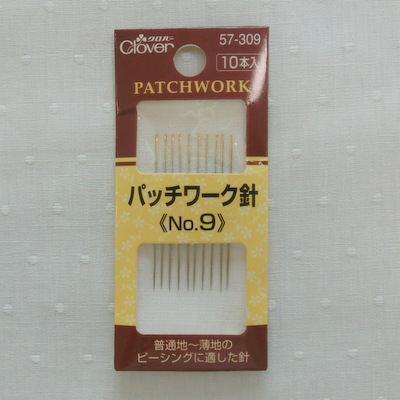 クロバー
Clover
57-309
10本入
PATCHWORK
パッチワーク針
《No.9》
普通地~薄地の
ピーシングに適した針